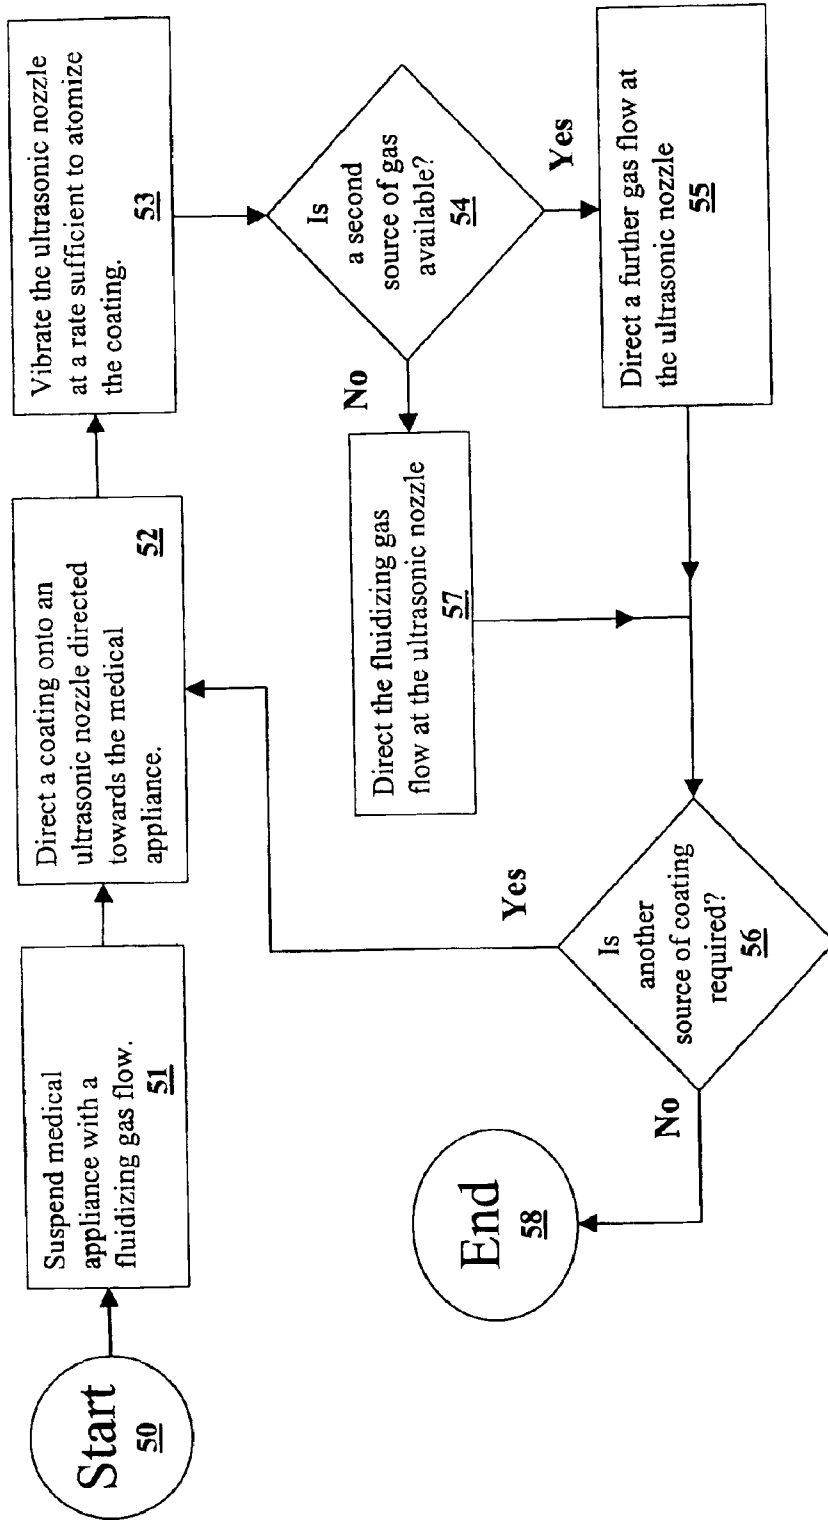 Start
50
Suspend medical
appliance with a
fluidizing gas flow.
51
Direct a coating onto an
ultrasonic nozzle directed
towards the medical
appliance.
52
Vibrate the ultrasonic nozzle
at a rate sufficient to atomize
the coating.
53
Is
a second
source of gas
available?
54
No
Yes
Direct the fluidizing gas
flow at the ultrasonic nozzle
57
Direct a further gas flow at
the ultrasonic nozzle
55
Is
another
source of coating
required?
56
Yes
No
End
58